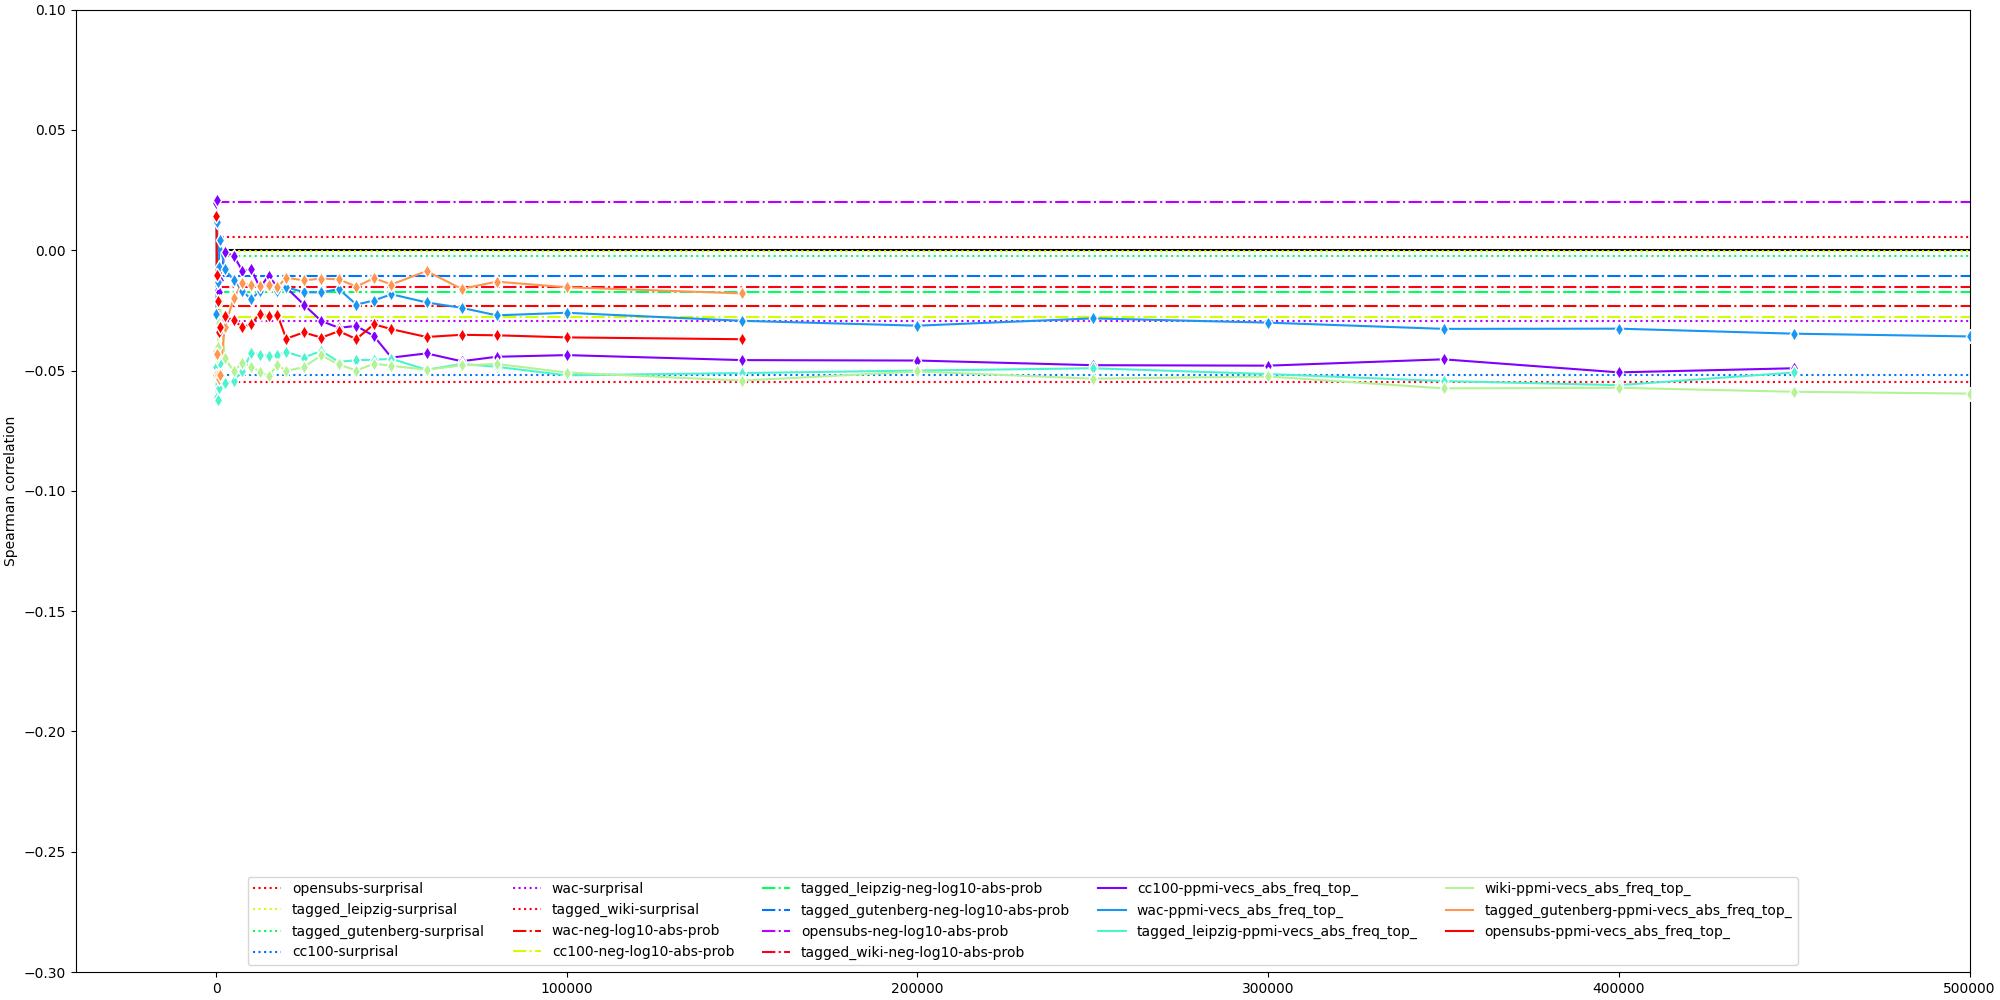 0.10
0.05
0.00
−0.05
−0.10
−0.15
−0.20
−0.25
−0.30
Spearman correlation
0
100000
200000
300000
400000
500000
opensubs-surprisal
tagged_leipzig-surprisal
tagged_gutenberg-surprisal
cc100-surprisal
wac-surprisal
tagged_wiki-surprisal
wac-neg-log10-abs-prob
cc100-neg-log10-abs-prob
tagged_leipzig-neg-log10-abs-prob
tagged_gutenberg-neg-log10-abs-prob
opensubs-neg-log10-abs-prob
tagged_wiki-neg-log10-abs-prob
cc100-ppmi-vecs_abs_freq_top_
wac-ppmi-vecs_abs_freq_top_
tagged_leipzig-ppmi-vecs_abs_freq_top_
wiki-ppmi-vecs_abs_freq_top_
tagged_gutenberg-ppmi-vecs_abs_freq_top_
opensubs-ppmi-vecs_abs_freq_top_